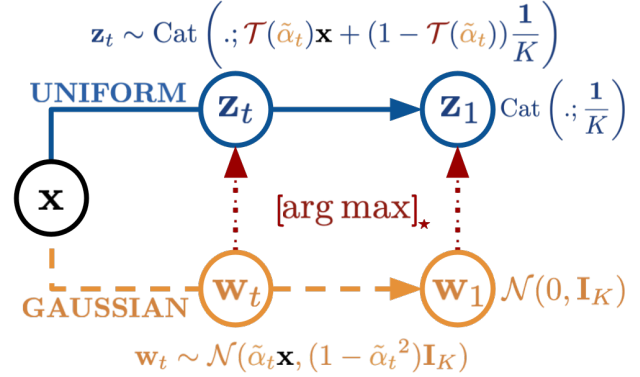 z_t ∼ Cat (.; 𝒯(α̃_t)x + (1 − 𝒯(α̃_t)) 1/K)
UNIFORM
z_t
z_1
Cat (.; 1/K)
x
[arg max]_⋆
w_t
w_1
𝒩(0, I_K)
GAUSSIAN
w_t ∼ 𝒩(α̃_t x, (1 − α̃_t²)I_K)